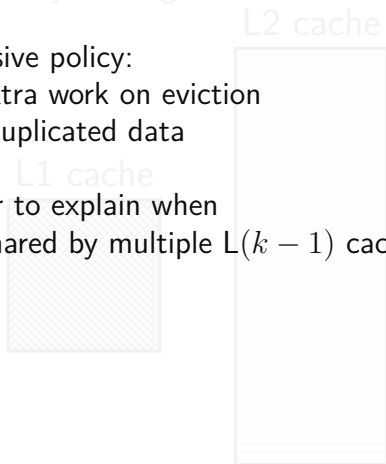 L2 cache
sive policy:
xtra work on eviction
uplicated data
L1 cache
r to explain when
hared by multiple L(k − 1) cac